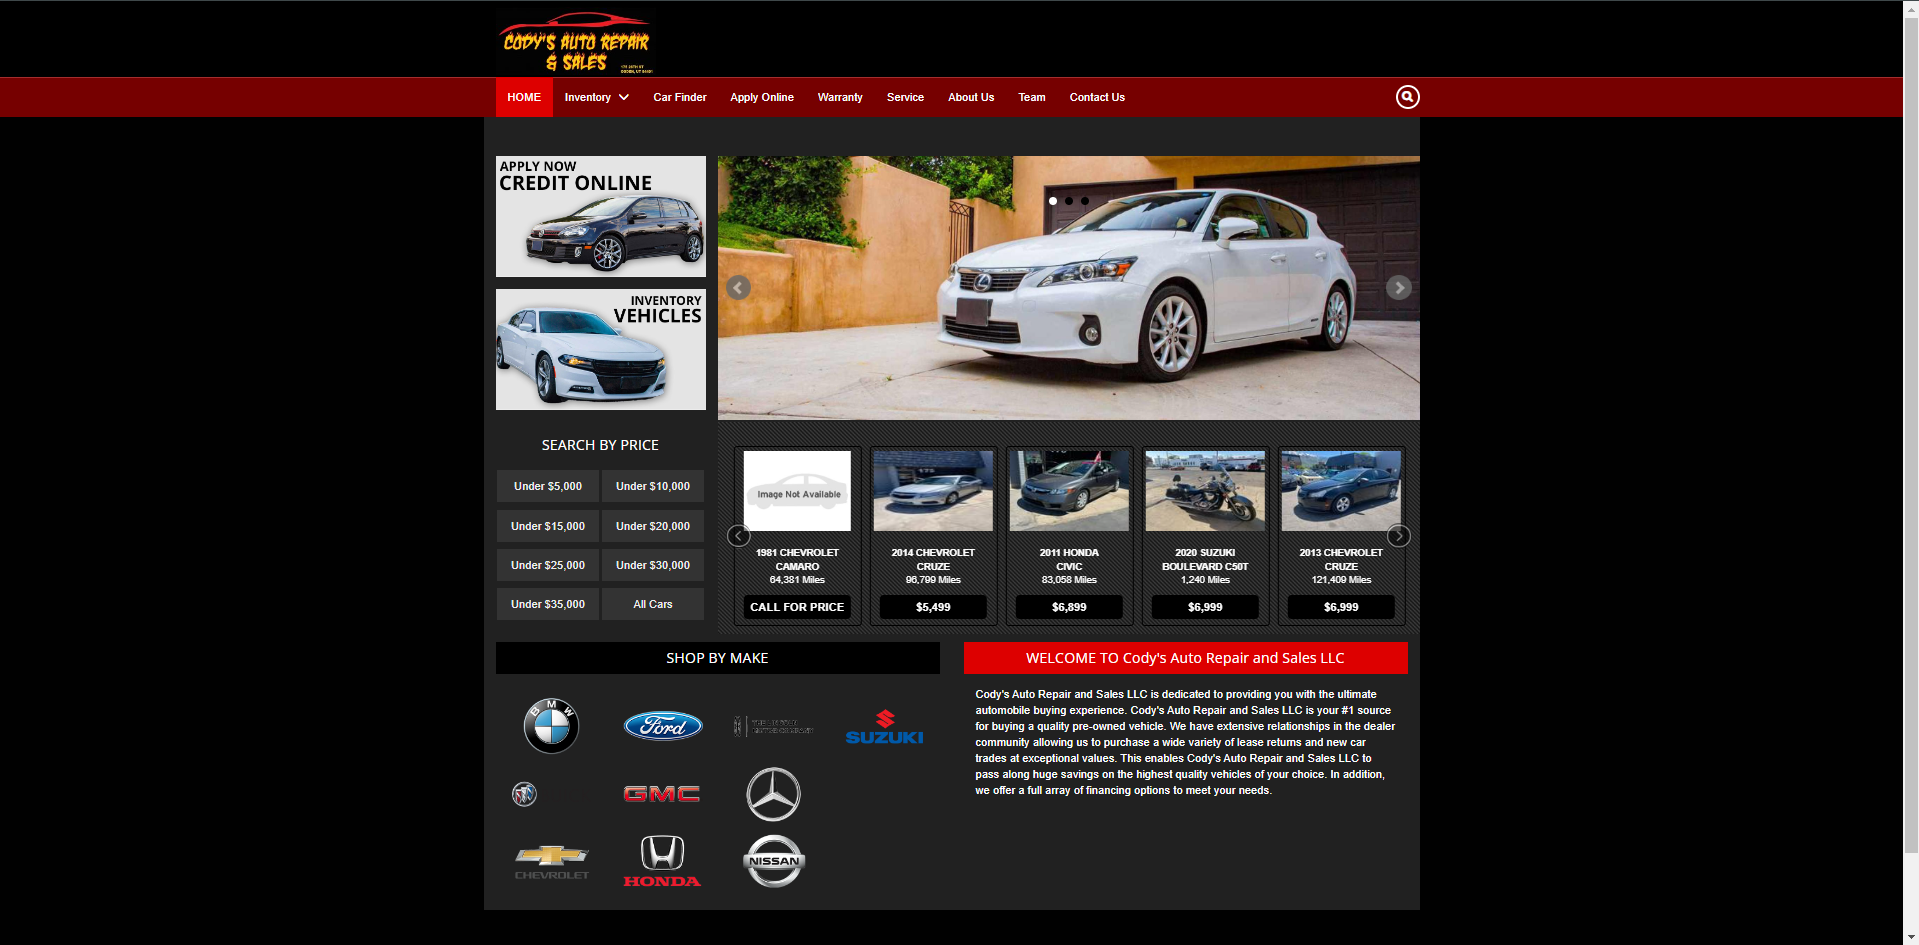 CODY'S AUTO REPAIR
& SALES
175 29TH ST
OGDEN, UT 84401
HOME
Inventory
Car Finder
Apply Online
Warranty
Service
About Us
Team
Contact Us
APPLY NOW
CREDIT ONLINE
INVENTORY
VEHICLES
SEARCH BY PRICE
Under $5,000
Under $10,000
Under $15,000
Under $20,000
Under $25,000
Under $30,000
Under $35,000
All Cars
Image Not Available
1981 CHEVROLET
CAMARO
64,381 Miles
CALL FOR PRICE
2014 CHEVROLET
CRUZE
96,799 Miles
$5,499
2011 HONDA
CIVIC
83,058 Miles
$6,899
2020 SUZUKI
BOULEVARD C50T
1,240 Miles
$6,999
2013 CHEVROLET
CRUZE
121,409 Miles
$6,999
SHOP BY MAKE
BMW
Ford
THE LINCOLN
MOTOR COMPANY
SUZUKI
GMC
CHEVROLET
HONDA
NISSAN
WELCOME TO Cody's Auto Repair and Sales LLC
Cody's Auto Repair and Sales LLC is dedicated to providing you with the ultimate
automobile buying experience. Cody's Auto Repair and Sales LLC is your #1 source
for buying a quality pre-owned vehicle. We have extensive relationships in the dealer
community allowing us to purchase a wide variety of lease returns and new car
trades at exceptional values. This enables Cody's Auto Repair and Sales LLC to
pass along huge savings on the highest quality vehicles of your choice. In addition,
we offer a full array of financing options to meet your needs.